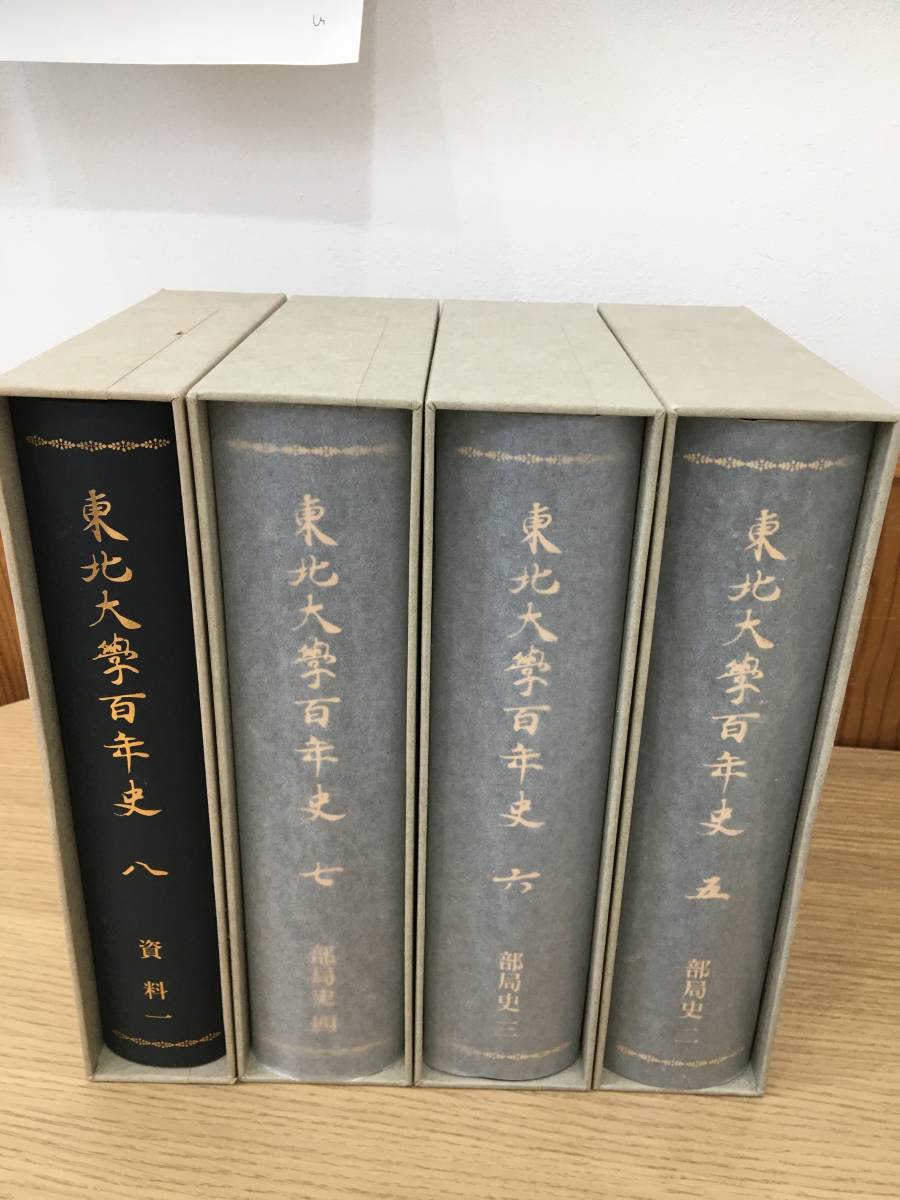 東北大學百年史 八 資料一
東北大學百年史 七 部局史四
東北大學百年史 六 部局史三
東北大學百年史 五 部局史二